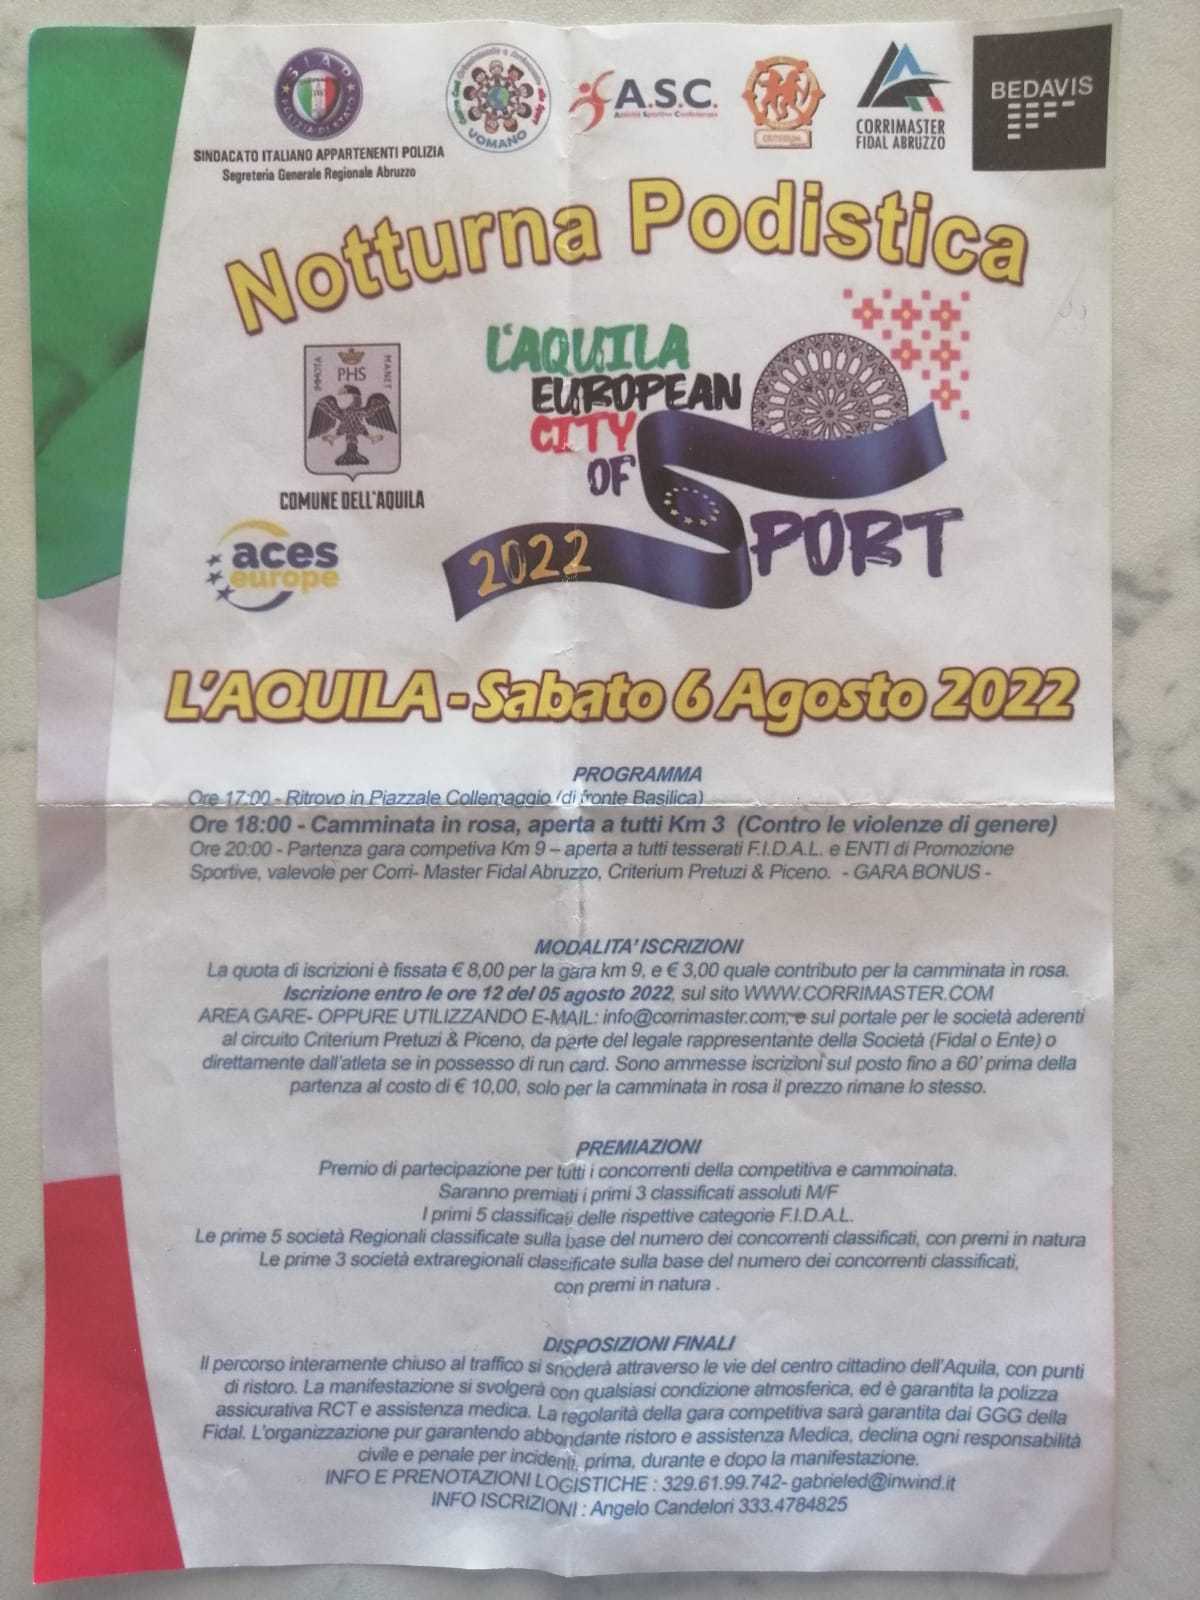 S.I.A.P.
POLIZIA DI STATO
SINDACATO ITALIANO APPARTENENTI POLIZIA
Segreteria Generale Regionale Abruzzo
VOMANO
A.S.C.
Attività Sportive Confederate
CRITERIUM
CORRIMASTER
FIDAL ABRUZZO
BEDAVIS
Notturna Podistica
IMMOTA
PHS
MANET
COMUNE DELL'AQUILA
aces
europe
L'AQUILA
EUROPEAN
CITY
OF
SPORT
2022
L'AQUILA - Sabato 6 Agosto 2022
PROGRAMMA
Ore 17:00 - Ritrovo in Piazzale Collemaggio (di fronte Basilica)
Ore 18:00 - Camminata in rosa, aperta a tutti Km 3 (Contro le violenze di genere)
Ore 20:00 - Partenza gara competiva Km 9 – aperta a tutti tesserati F.I.D.A.L. e ENTI di Promozione
Sportive, valevole per Corri- Master Fidal Abruzzo, Criterium Pretuzi & Piceno. - GARA BONUS -
MODALITA' ISCRIZIONI
La quota di iscrizioni è fissata € 8,00 per la gara km 9, e € 3,00 quale contributo per la camminata in rosa.
Iscrizione entro le ore 12 del 05 agosto 2022, sul sito WWW.CORRIMASTER.COM
AREA GARE- OPPURE UTILIZZANDO E-MAIL: info@corrimaster.com, e sul portale per le società aderenti
al circuito Criterium Pretuzi & Piceno, da parte del legale rappresentante della Società (Fidal o Ente) o
direttamente dall'atleta se in possesso di run card. Sono ammesse iscrizioni sul posto fino a 60' prima della
partenza al costo di € 10,00, solo per la camminata in rosa il prezzo rimane lo stesso.
PREMIAZIONI
Premio di partecipazione per tutti i concorrenti della competitiva e cammoinata.
Saranno premiati i primi 3 classificati assoluti M/F
I primi 5 classificati delle rispettive categorie F.I.D.A.L.
Le prime 5 società Regionali classificate sulla base del numero dei concorrenti classificati, con premi in natura
Le prime 3 società extraregionali classificate sulla base del numero dei concorrenti classificati,
con premi in natura .
DISPOSIZIONI FINALI
Il percorso interamente chiuso al traffico si snoderà attraverso le vie del centro cittadino dell'Aquila, con punti
di ristoro. La manifestazione si svolgerà con qualsiasi condizione atmosferica, ed è garantita la polizza
assicurativa RCT e assistenza medica. La regolarità della gara competitiva sarà garantita dai GGG della
Fidal. L'organizzazione pur garantendo abbondante ristoro e assistenza Medica, declina ogni responsabilità
civile e penale per incidenti, prima, durante e dopo la manifestazione.
INFO E PRENOTAZIONI LOGISTICHE : 329.61.99.742- gabrieled@inwind.it
INFO ISCRIZIONI : Angelo Candelori 333.4784825